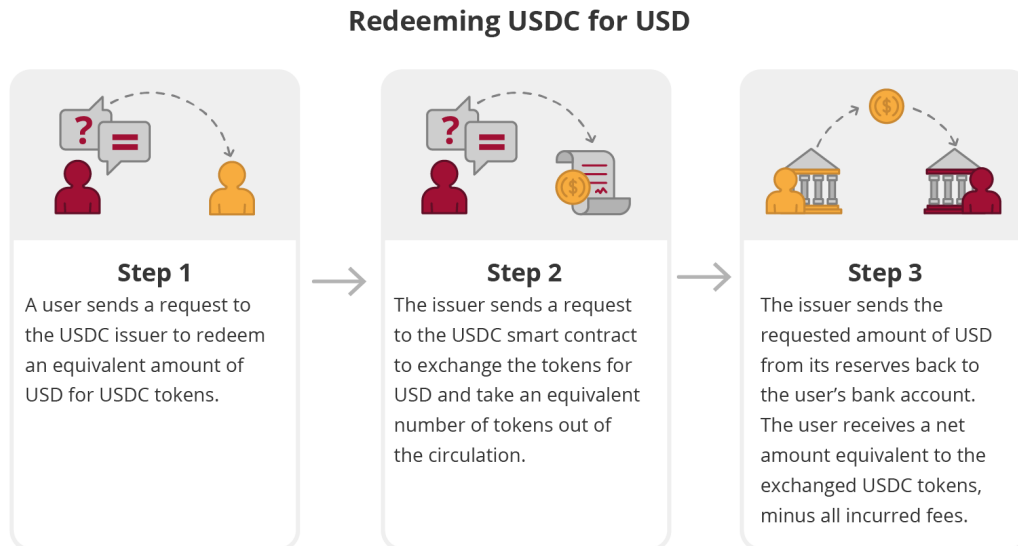 Redeeming USDC for USD
? =
Step 1
A user sends a request to
the USDC issuer to redeem
an equivalent amount of
USD for USDC tokens.
? =
$
Step 2
The issuer sends a request
to the USDC smart contract
to exchange the tokens for
USD and take an equivalent
number of tokens out of
the circulation.
$
Step 3
The issuer sends the
requested amount of USD
from its reserves back to
the user’s bank account.
The user receives a net
amount equivalent to the
exchanged USDC tokens,
minus all incurred fees.